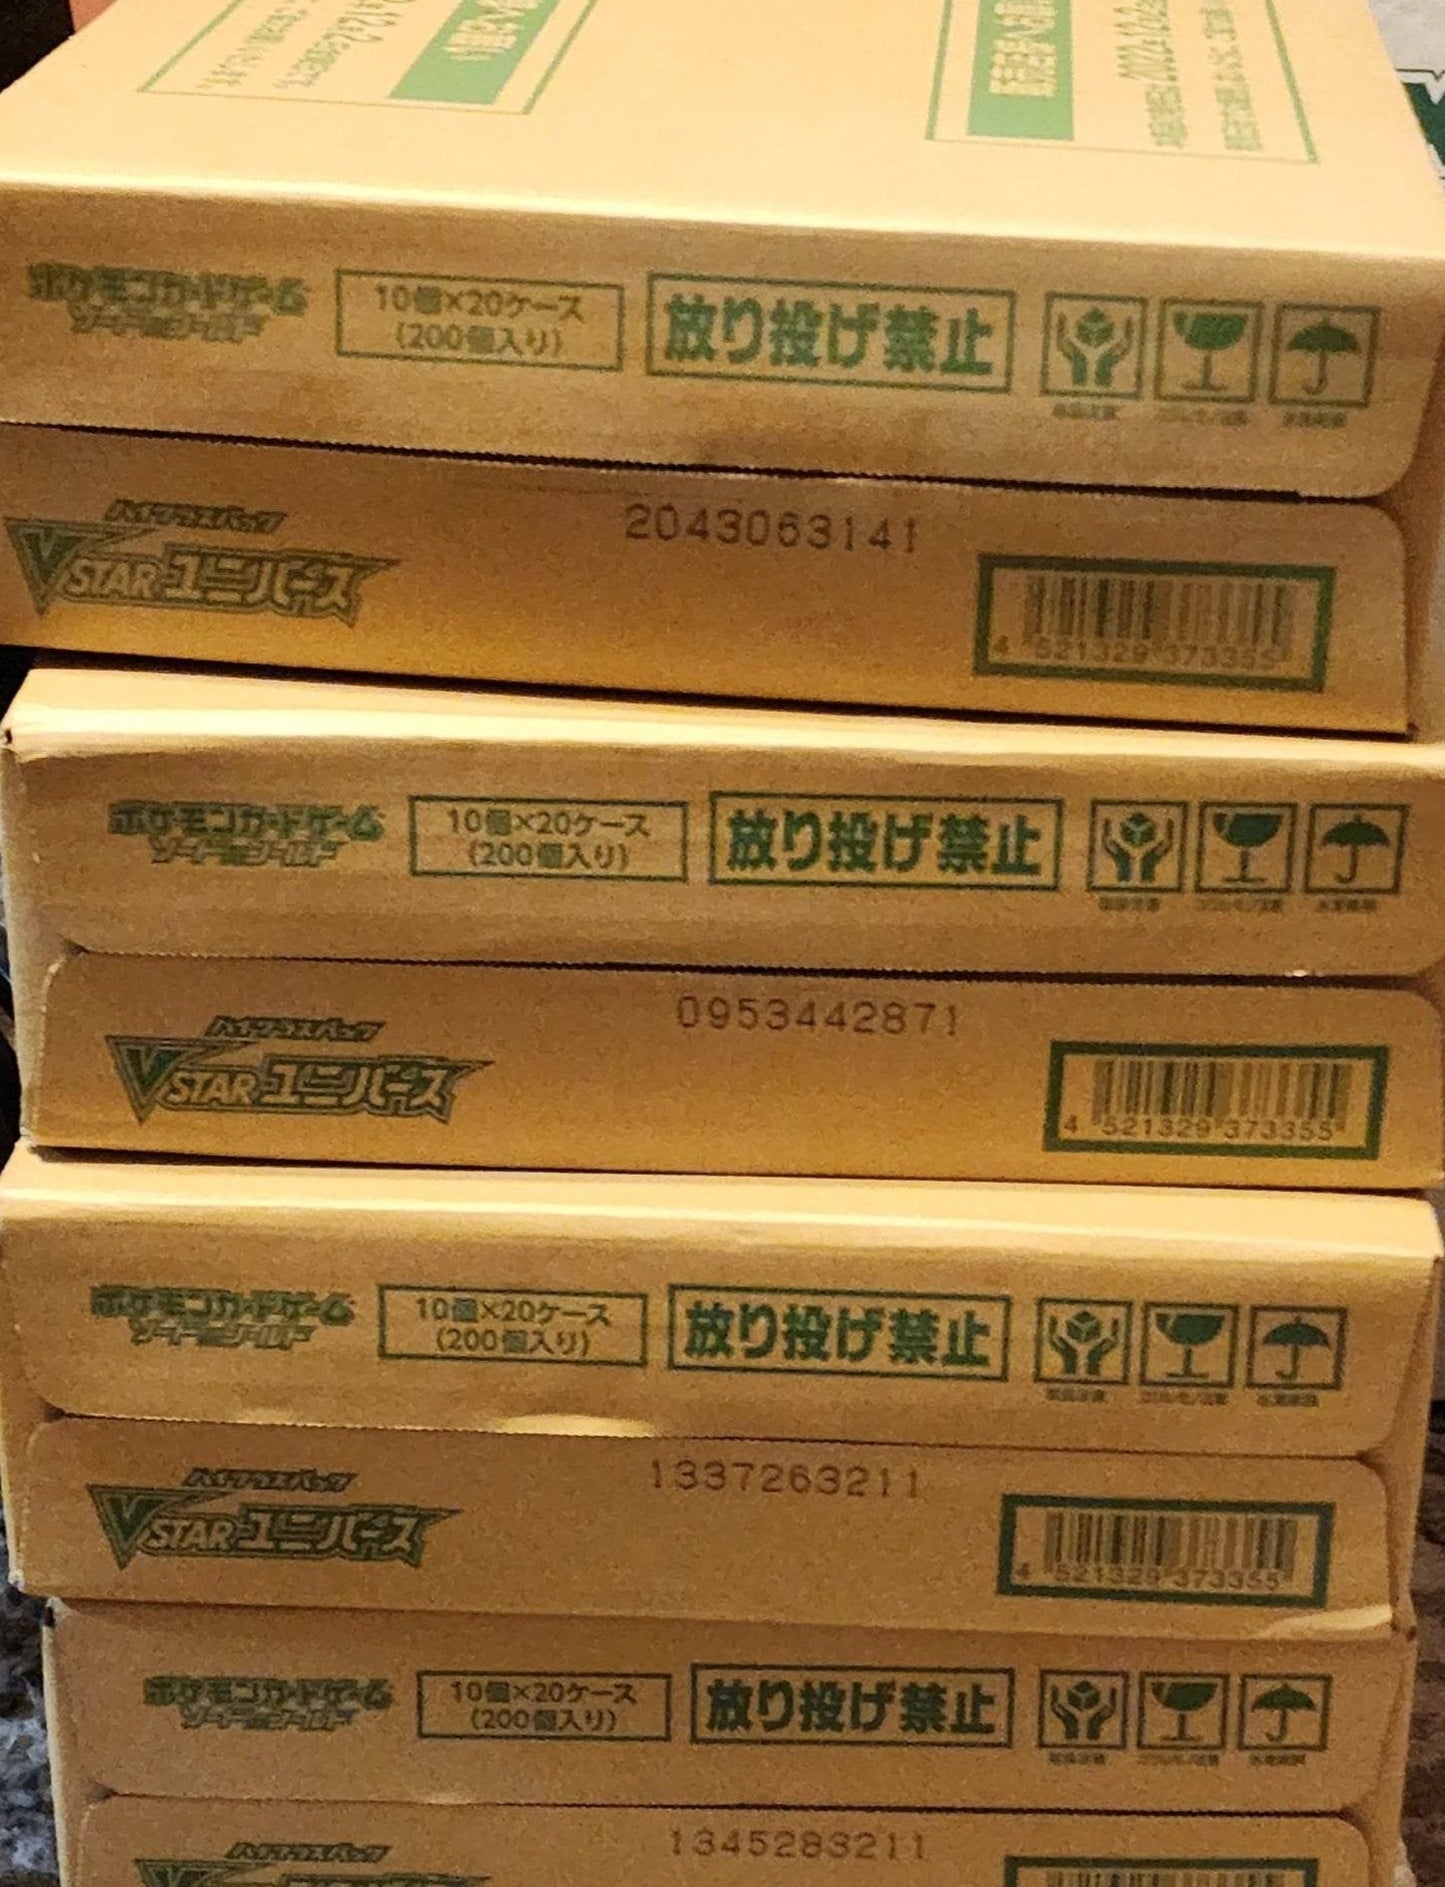 ポケモンカードゲーム
ソード&シールド
10個×20ケース
(200個入り)
放り投げ禁止
ハイクラスパック
VSTARユニバース
2043063141
4 521329 373355
ポケモンカードゲーム
ソード&シールド
10個×20ケース
(200個入り)
放り投げ禁止
ハイクラスパック
VSTARユニバース
0953442871
4 521329 373355
ポケモンカードゲーム
ソード&シールド
10個×20ケース
(200個入り)
放り投げ禁止
ハイクラスパック
VSTARユニバース
1337263211
4 521329 373355
ポケモンカードゲーム
ソード&シールド
10個×20ケース
(200個入り)
放り投げ禁止
ハイクラスパック
1345283211